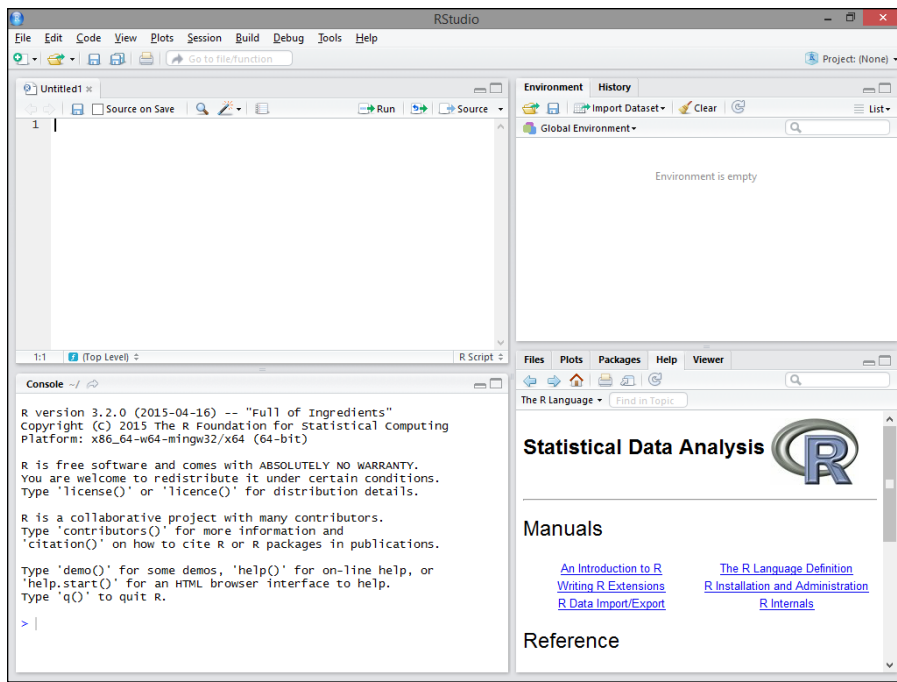 RStudio
File Edit Code View Plots Session Build Debug Tools Help
Go to file/function
Project: (None)
Untitled1
Source on Save
Run
Source
1
1:1 (Top Level)
R Script
Console ~/
R version 3.2.0 (2015-04-16) -- "Full of Ingredients"
Copyright (C) 2015 The R Foundation for Statistical Computing
Platform: x86_64-w64-mingw32/x64 (64-bit)
R is free software and comes with ABSOLUTELY NO WARRANTY.
You are welcome to redistribute it under certain conditions.
Type 'license()' or 'licence()' for distribution details.
R is a collaborative project with many contributors.
Type 'contributors()' for more information and
'citation()' on how to cite R or R packages in publications.
Type 'demo()' for some demos, 'help()' for on-line help, or
'help.start()' for an HTML browser interface to help.
Type 'q()' to quit R.
>
Environment History
Import Dataset Clear List
Global Environment
Environment is empty
Files Plots Packages Help Viewer
The R Language Find in Topic
Statistical Data Analysis R
Manuals
An Introduction to R The R Language Definition
Writing R Extensions R Installation and Administration
R Data Import/Export R Internals
Reference